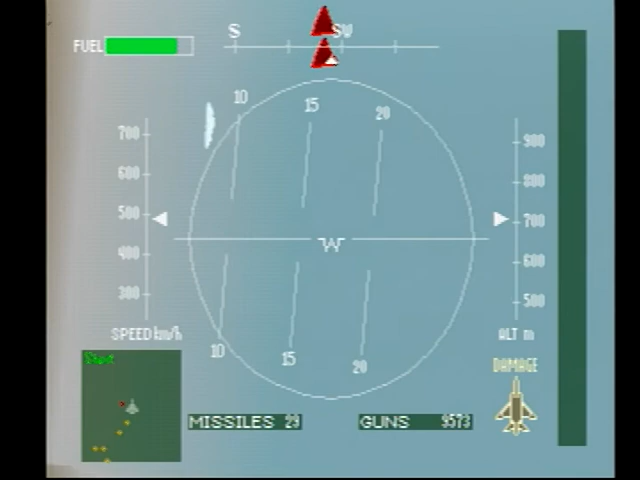 FUEL
S SW
10 15 20
700 900
600 800
500 700
400 W 600
300 500
SPEED km/h ALT m
10 15 20
DAMAGE
MISSILES 29 GUNS 9573